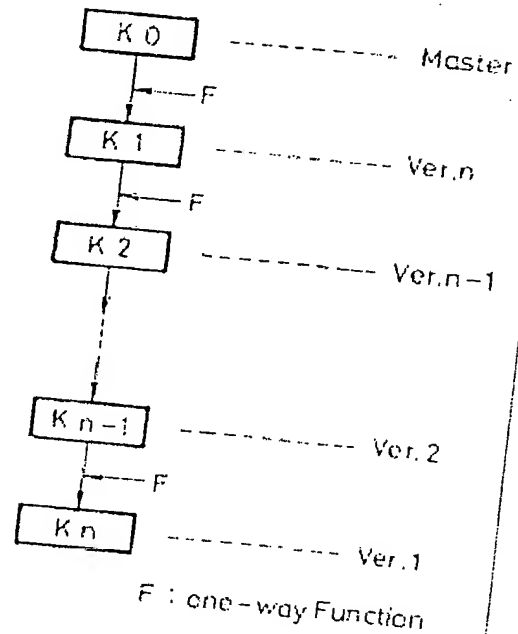 K 0 Master
F
K 1 Ver.n
F
K 2 Ver.n-1
K n-1 Ver.2
F
K n Ver.1
F : one-way Function